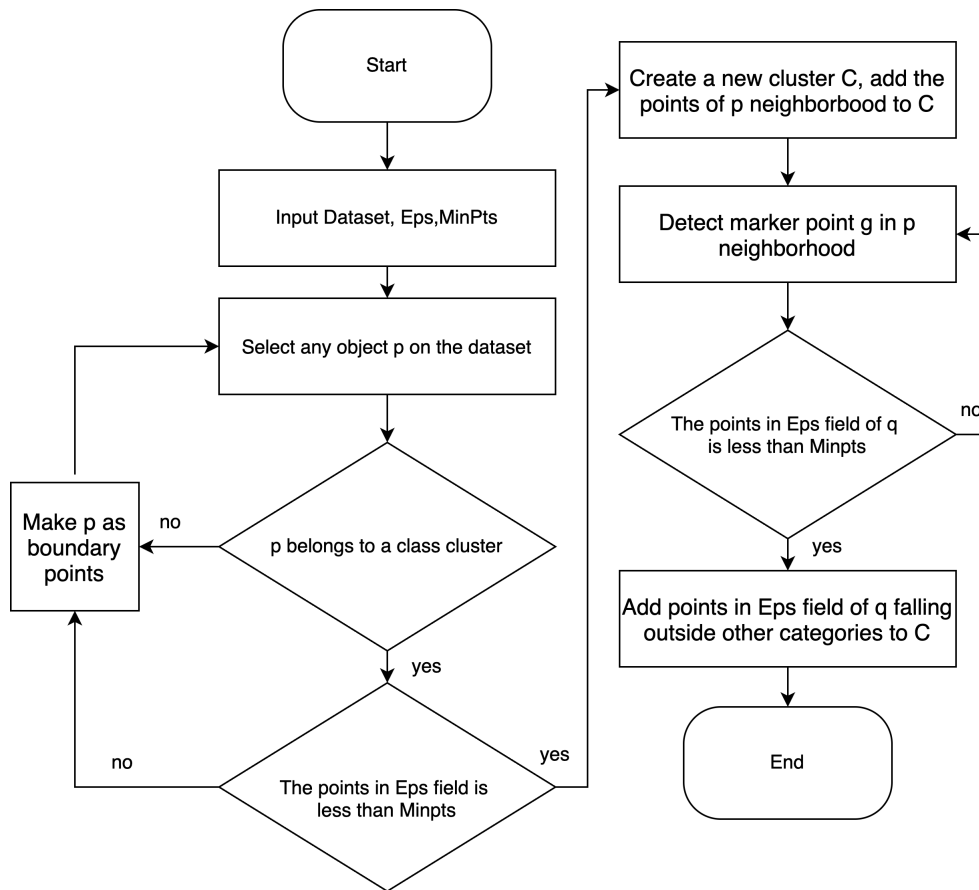 Start
Input Dataset, Eps,MinPts
Select any object p on the dataset
p belongs to a class cluster
no
Make p as
boundary
points
yes
The points in Eps field is
less than Minpts
no
yes
Create a new cluster C, add the
points of p neighborbood to C
Detect marker point g in p
neighborhood
The points in Eps field of q
is less than Minpts
no
yes
Add points in Eps field of q falling
outside other categories to C
End